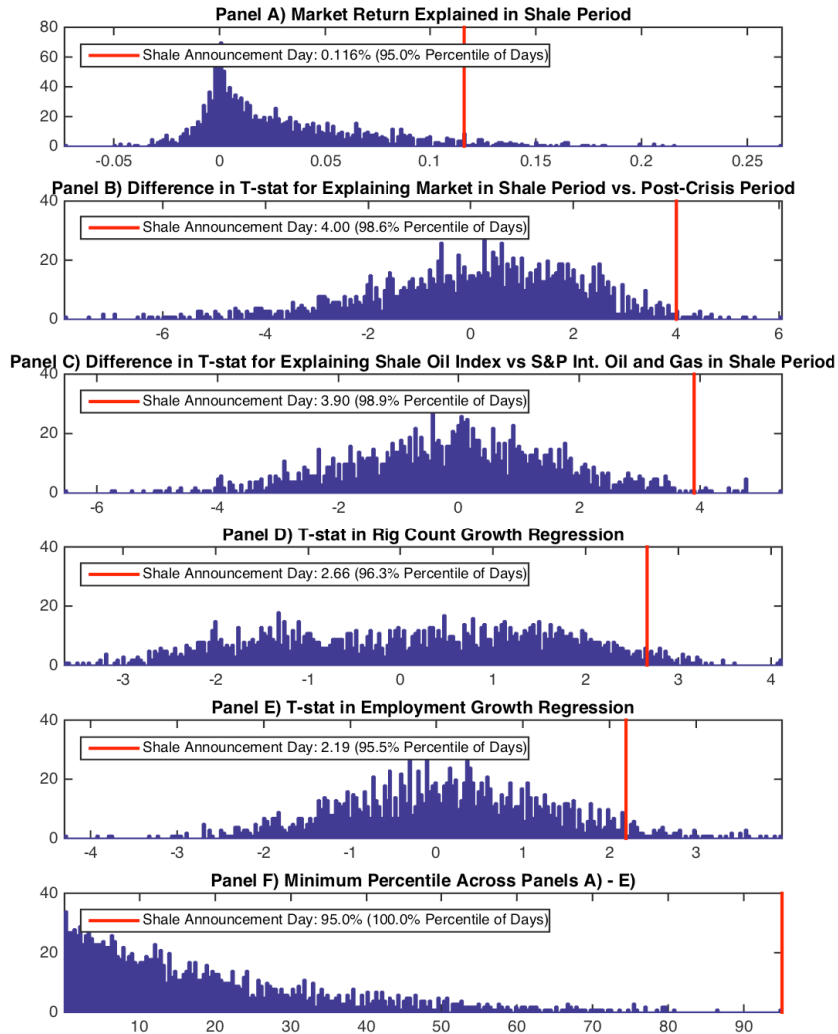 Panel A) Market Return Explained in Shale Period
80
60
40
20
0
Shale Announcement Day: 0.116% (95.0% Percentile of Days)
-0.05 0 0.05 0.1 0.15 0.2 0.25
Panel B) Difference in T-stat for Explaining Market in Shale Period vs. Post-Crisis Period
40
20
0
Shale Announcement Day: 4.00 (98.6% Percentile of Days)
-6 -4 -2 0 2 4 6
Panel C) Difference in T-stat for Explaining Shale Oil Index vs S&P Int. Oil and Gas in Shale Period
40
20
0
Shale Announcement Day: 3.90 (98.9% Percentile of Days)
-6 -4 -2 0 2 4
Panel D) T-stat in Rig Count Growth Regression
40
20
0
Shale Announcement Day: 2.66 (96.3% Percentile of Days)
-3 -2 -1 0 1 2 3 4
Panel E) T-stat in Employment Growth Regression
40
20
0
Shale Announcement Day: 2.19 (95.5% Percentile of Days)
-4 -3 -2 -1 0 1 2 3
Panel F) Minimum Percentile Across Panels A) - E)
40
20
0
Shale Announcement Day: 95.0% (100.0% Percentile of Days)
10 20 30 40 50 60 70 80 90